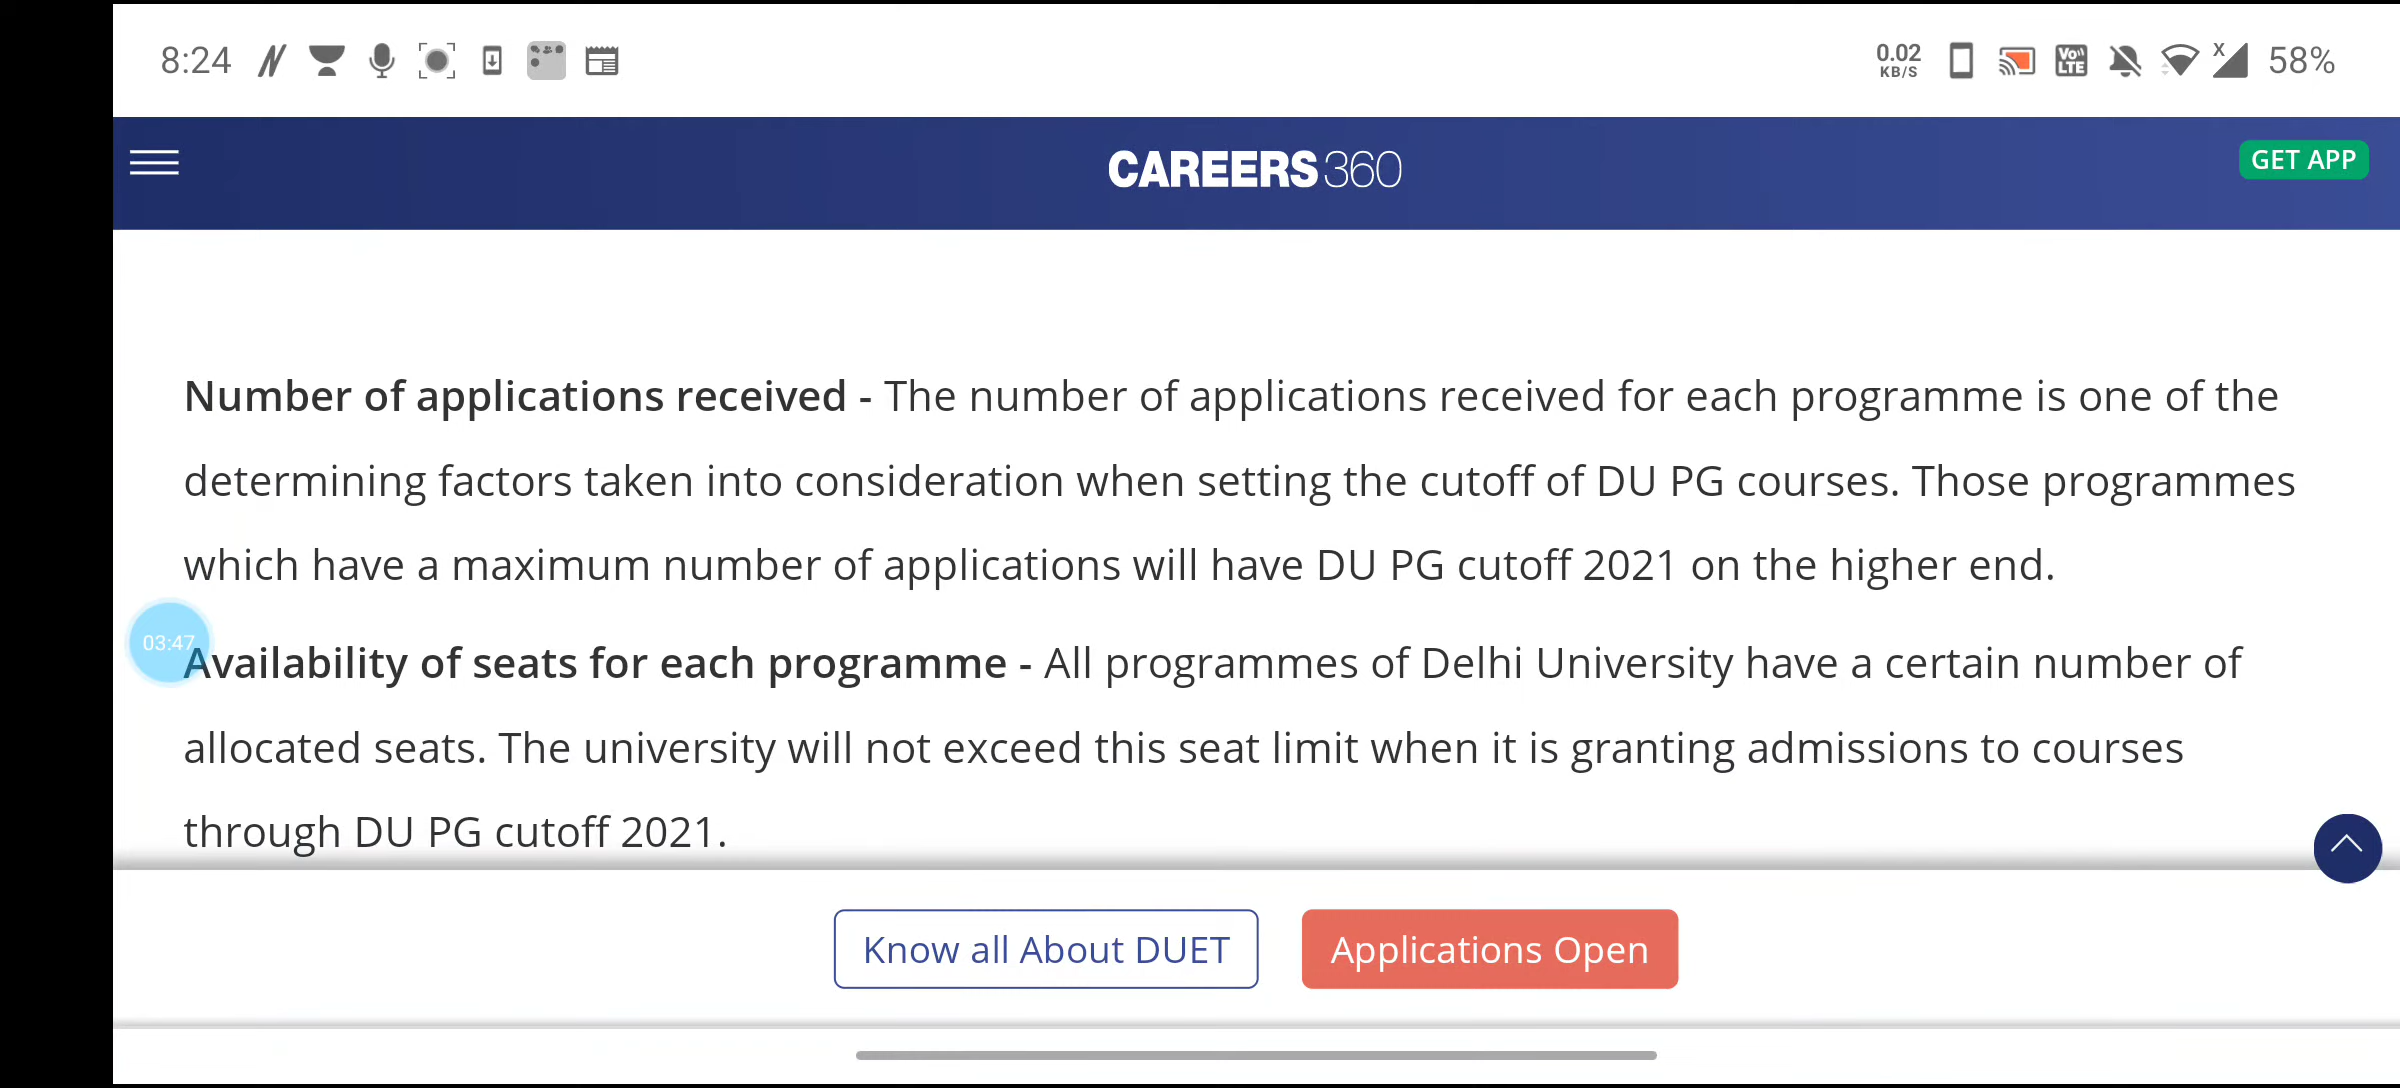 8:24
0.02
KB/S
Vo
LTE
X
58%
CAREERS360
GET APP
Number of applications received - The number of applications received for each programme is one of the
determining factors taken into consideration when setting the cutoff of DU PG courses. Those programmes
which have a maximum number of applications will have DU PG cutoff 2021 on the higher end.
03:47
Availability of seats for each programme - All programmes of Delhi University have a certain number of
allocated seats. The university will not exceed this seat limit when it is granting admissions to courses
through DU PG cutoff 2021.
Know all About DUET
Applications Open